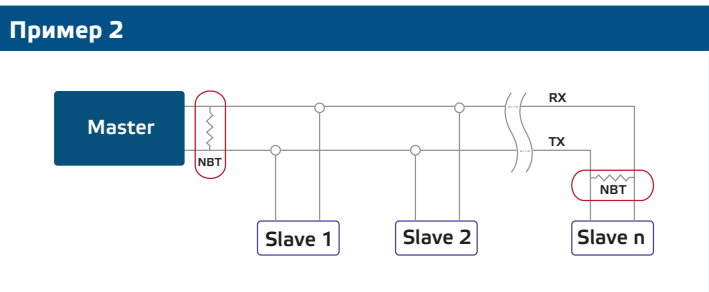 Пример 2
RX
Master
TX
NBT
NBT
Slave 1
Slave 2
Slave n